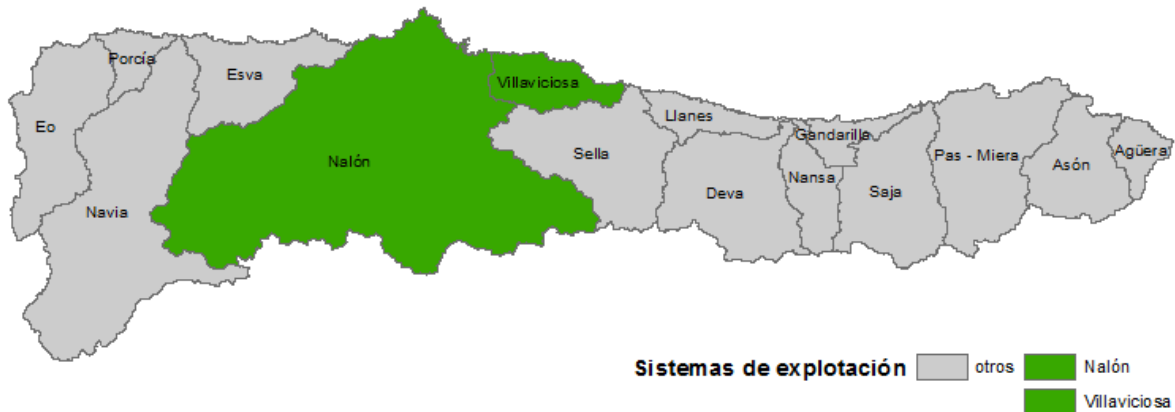 Porcía
Esva
Villaviciosa
Eo
Llanes
Gandarilla
Agüera
Nalón
Sella
Pas - Miera
Asón
Navia
Deva
Nansa
Saja
Sistemas de explotación
otros
Nalón
Villaviciosa